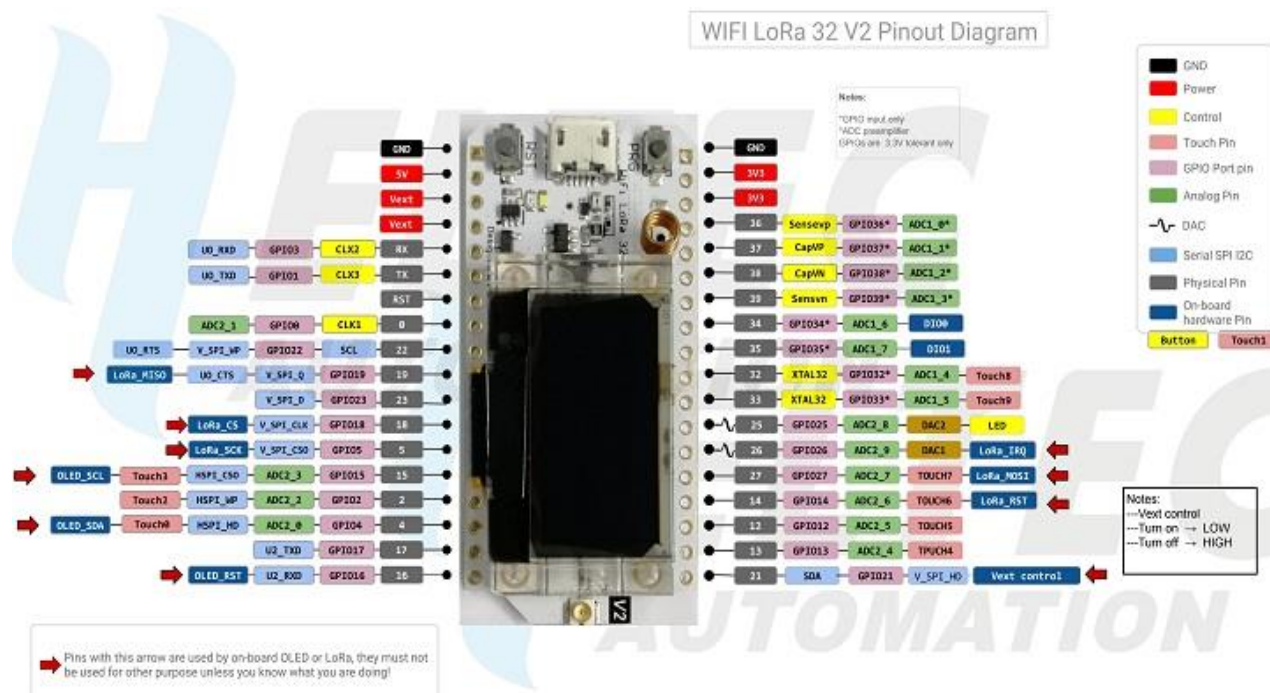 WIFI LoRa 32 V2 Pinout Diagram
Notes:
*GPIO input only
*ADC preamplifier
GPIOs are 3.3V tolerant only
GND
Power
Control
Touch Pin
GPIO Port pin
Analog Pin
DAC
Serial SPI I2C
Physical Pin
On-board
hardware Pin
Button Touch1
GND
5V
Vext
Vext
U0_RXD GPIO3 CLX2 RX
U0_TXD GPIO1 CLX3 TX
RST
ADC2_1 GPIO0 CLK1 0
U0_RTS V_SPI_WP GPIO22 SCL 22
LoRa_MISO U0_CTS V_SPI_Q GPIO19 19
V_SPI_D GPIO23 23
LoRa_CS V_SPI_CLK GPIO18 18
LoRa_SCK V_SPI_CS0 GPIO5 5
OLED_SCL Touch3 HSPI_CS0 ADC2_3 GPIO15 15
Touch2 HSPI_WP ADC2_2 GPIO2 2
OLED_SDA Touch0 HSPI_HD ADC2_0 GPIO4 4
U2_TXD GPIO17 17
OLED_RST U2_RXD GPIO16 16
RST
PRG
WiFi LoRa 32
V2
GND
3V3
3V3
36 Sensevp GPIO36* ADC1_0*
37 CapVP GPIO37* ADC1_1*
38 CapVN GPIO38* ADC1_2*
39 Sensvn GPIO39* ADC1_3*
34 GPIO34* ADC1_6 DIO0
35 GPIO35* ADC1_7 DIO1
32 XTAL32 GPIO32* ADC1_4 Touch8
33 XTAL32 GPIO33* ADC1_5 Touch9
25 GPIO25 ADC2_8 DAC2 LED
26 GPIO26 ADC2_9 DAC1 LoRa_IRQ
27 GPIO27 ADC2_7 TOUCH7 LoRa_MOSI
14 GPIO14 ADC2_6 TOUCH6 LoRa_RST
12 GPIO12 ADC2_5 TOUCH5
13 GPIO13 ADC2_4 TPUCH4
21 SDA GPIO21 V_SPI_HD Vext control
Notes:
---Vext control
---Turn on → LOW
---Turn off → HIGH
Pins with this arrow are used by on-board OLED or LoRa, they must not
be used for other purpose unless you know what you are doing!
HELTEC
AUTOMATION